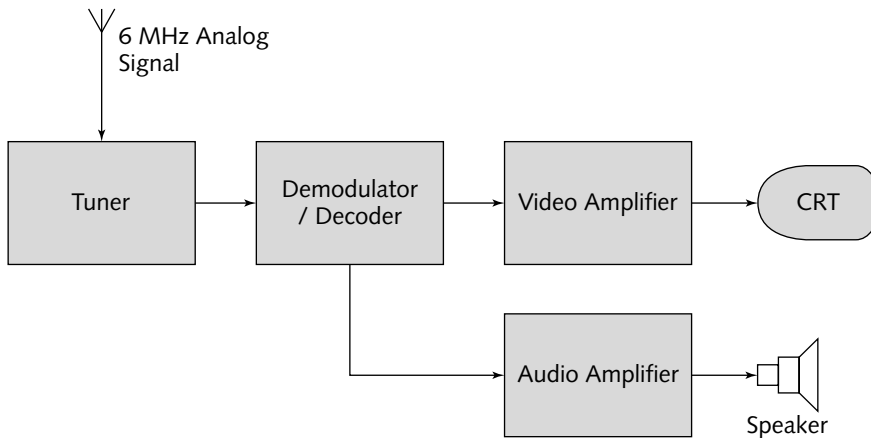 6 MHz Analog
Signal
Tuner
Demodulator
/ Decoder
Video Amplifier
CRT
Audio Amplifier
Speaker